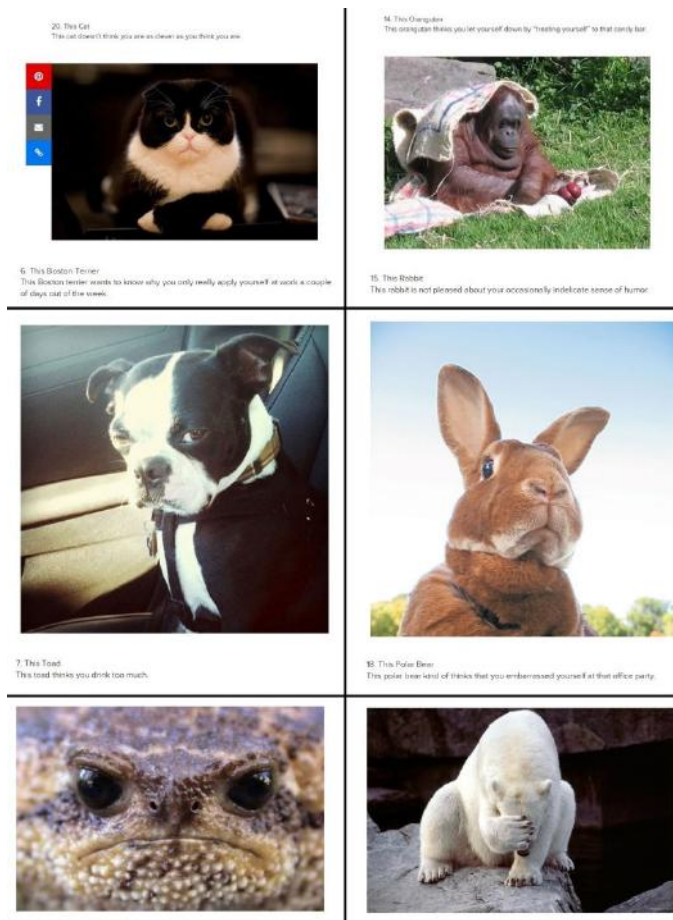 20. This Cat
This cat doesn't think you are as clever as you think you are.
14. This Orangutan
This orangutan thinks you let yourself down by "treating yourself" to that candy bar.
6. This Boston Terrier
This Boston terrier wants to know why you only really apply yourself at work a couple
of days out of the week.
15. This Rabbit
This rabbit is not pleased about your occasionally indelicate sense of humor.
7. This Toad
This toad thinks you drink too much.
18. This Polar Bear
This polar bear kind of thinks that you embarrassed yourself at that office party.